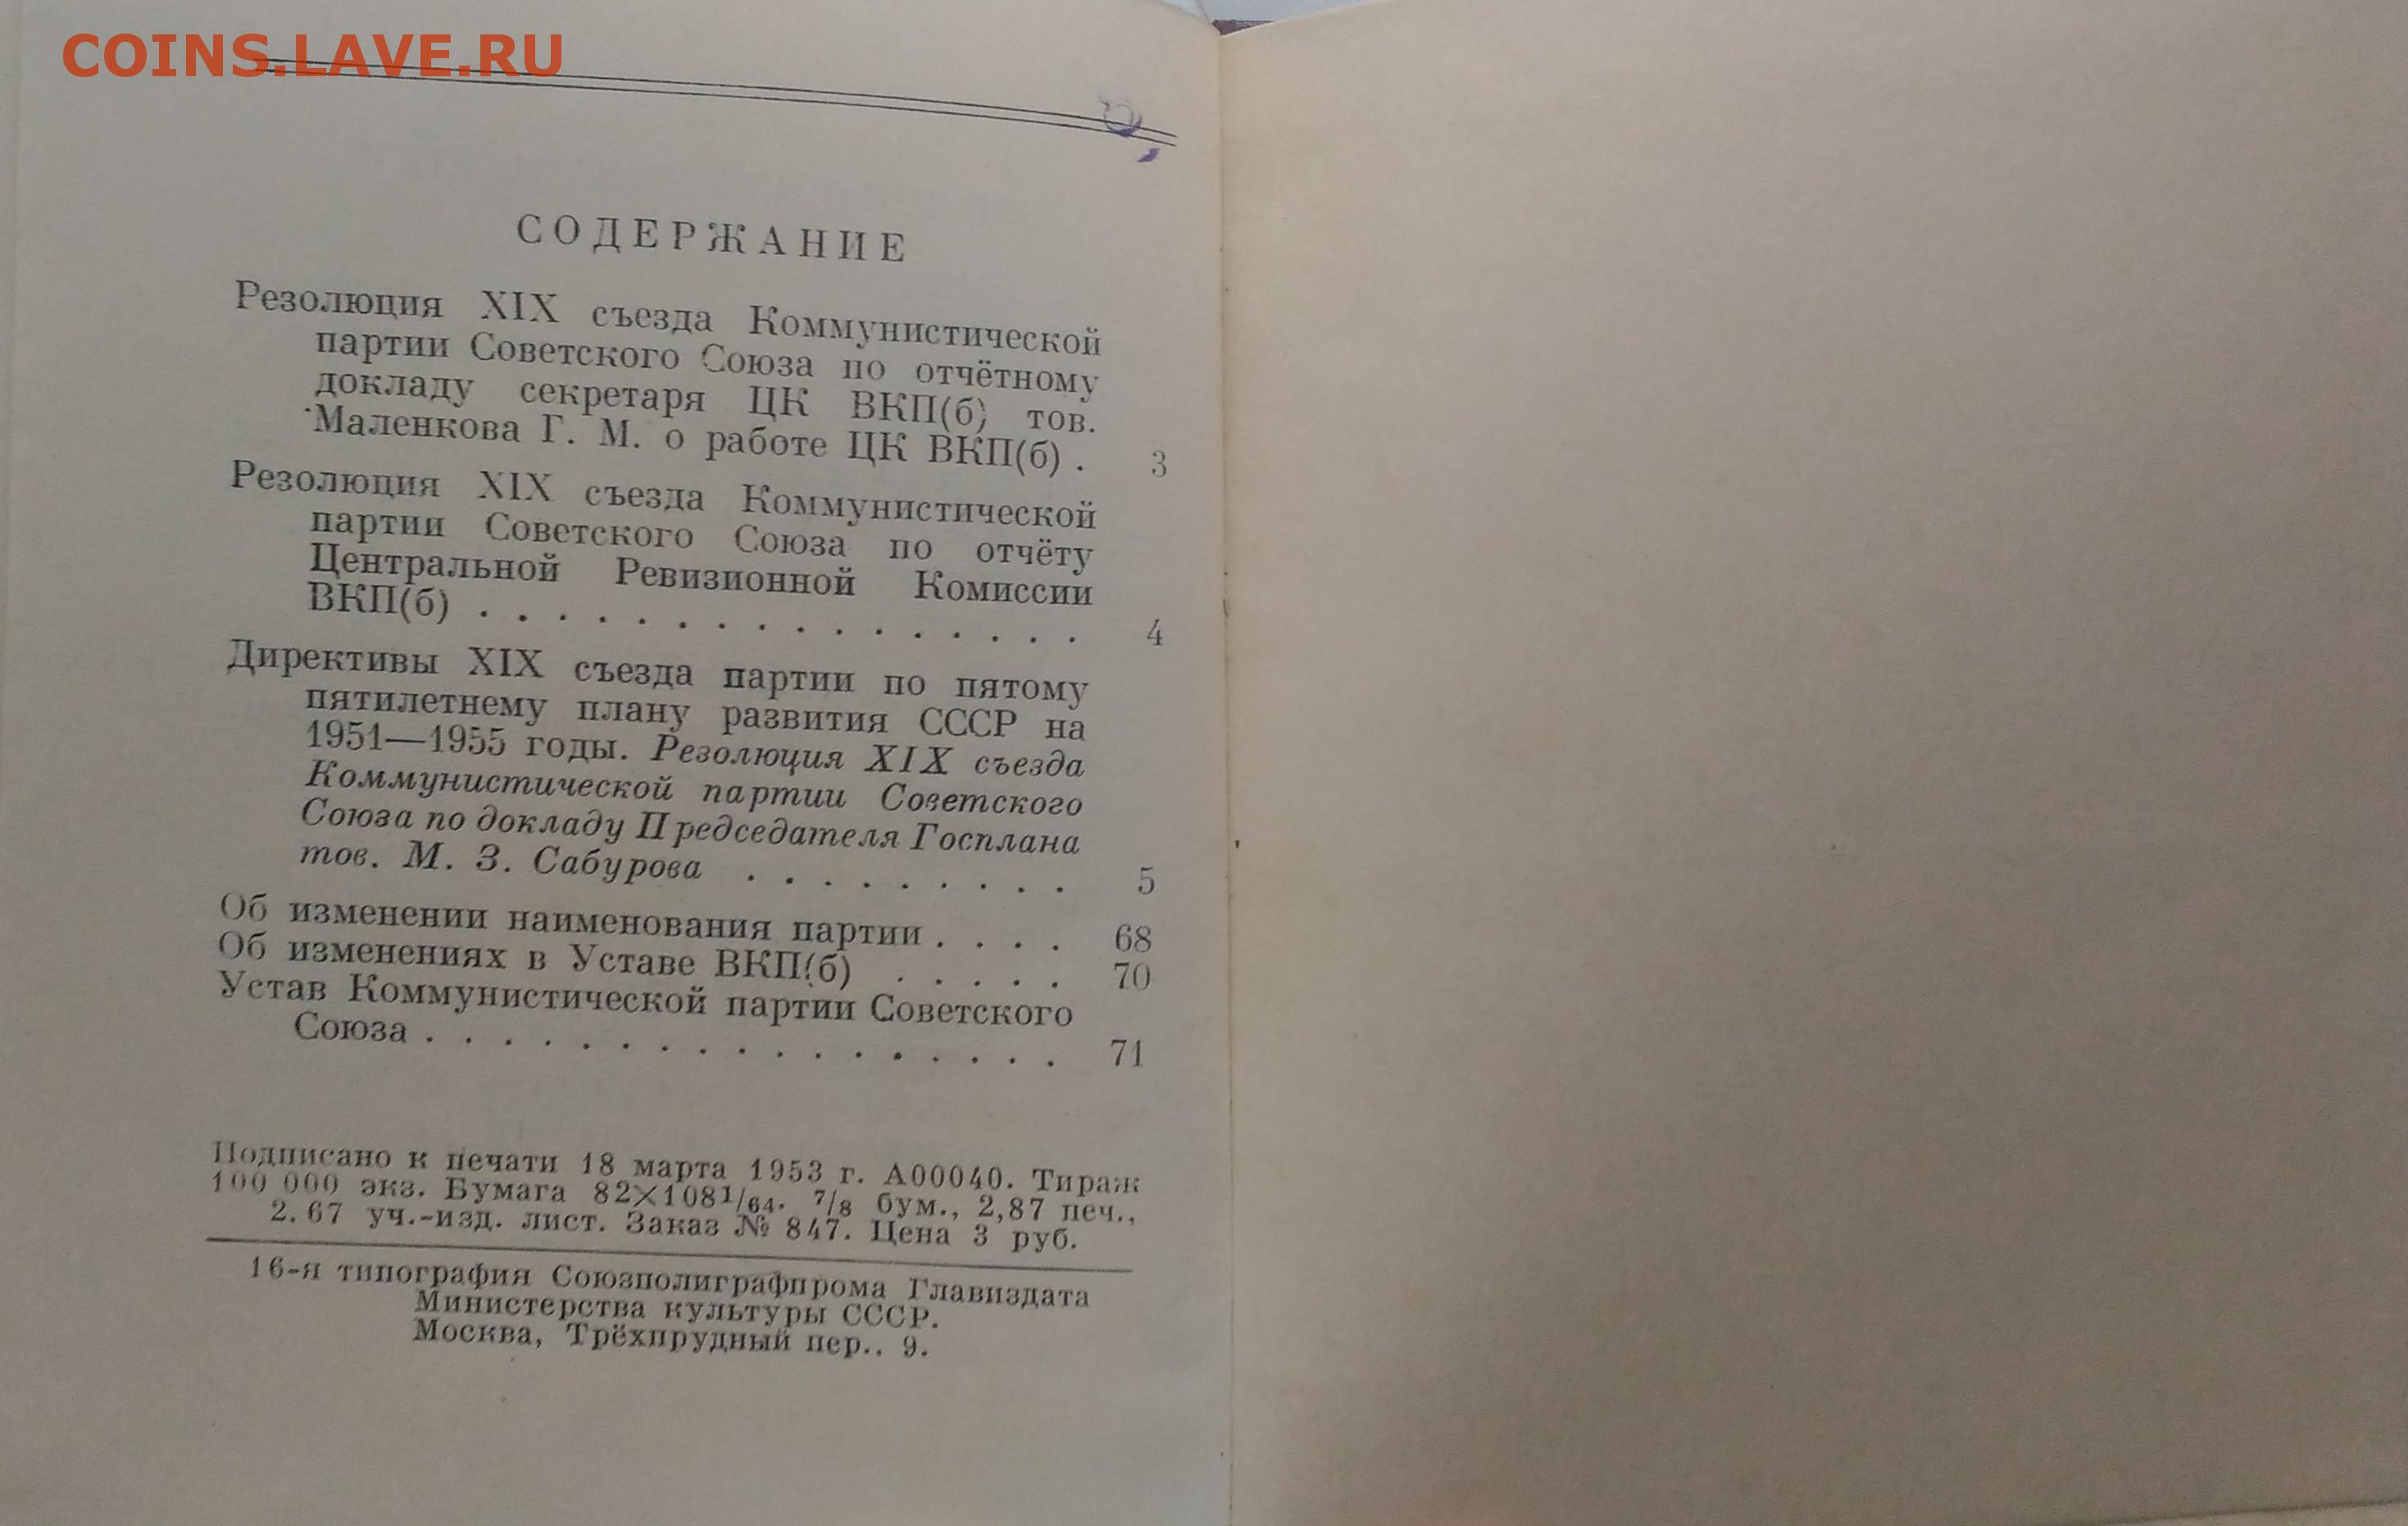 COINS.LAVE.RU
СОДЕРЖАНИЕ
Резолюция XIX съезда Коммунистической
партии Советского Союза по отчётному
докладу секретаря ЦК ВКП(б) тов.
Маленкова Г. М. о работе ЦК ВКП(б) . 3
Резолюция XIX съезда Коммунистической
партии Советского Союза по отчёту
Центральной Ревизионной Комиссии
ВКП(б) . . . . . . . . . . . . . . . . 4
Директивы XIX съезда партии по пятому
пятилетнему плану развития СССР на
1951—1955 годы. Резолюция XIX съезда
Коммунистической партии Советского
Союза по докладу Председателя Госплана
тов. М. З. Сабурова . . . . . . . . . 5
Об изменении наименования партии . . . . 68
Об изменениях в Уставе ВКП(б) . . . . . 70
Устав Коммунистической партии Советского
Союза . . . . . . . . . . . . . . . . . 71
Подписано к печати 18 марта 1953 г. А00040. Тираж
100 000 экз. Бумага 82×108¹/₆₄. ⁷/₈ бум., 2,87 печ.,
2,67 уч.-изд. лист. Заказ № 847. Цена 3 руб.
16-я типография Союзполиграфпрома Главиздата
Министерства культуры СССР.
Москва, Трёхпрудный пер., 9.